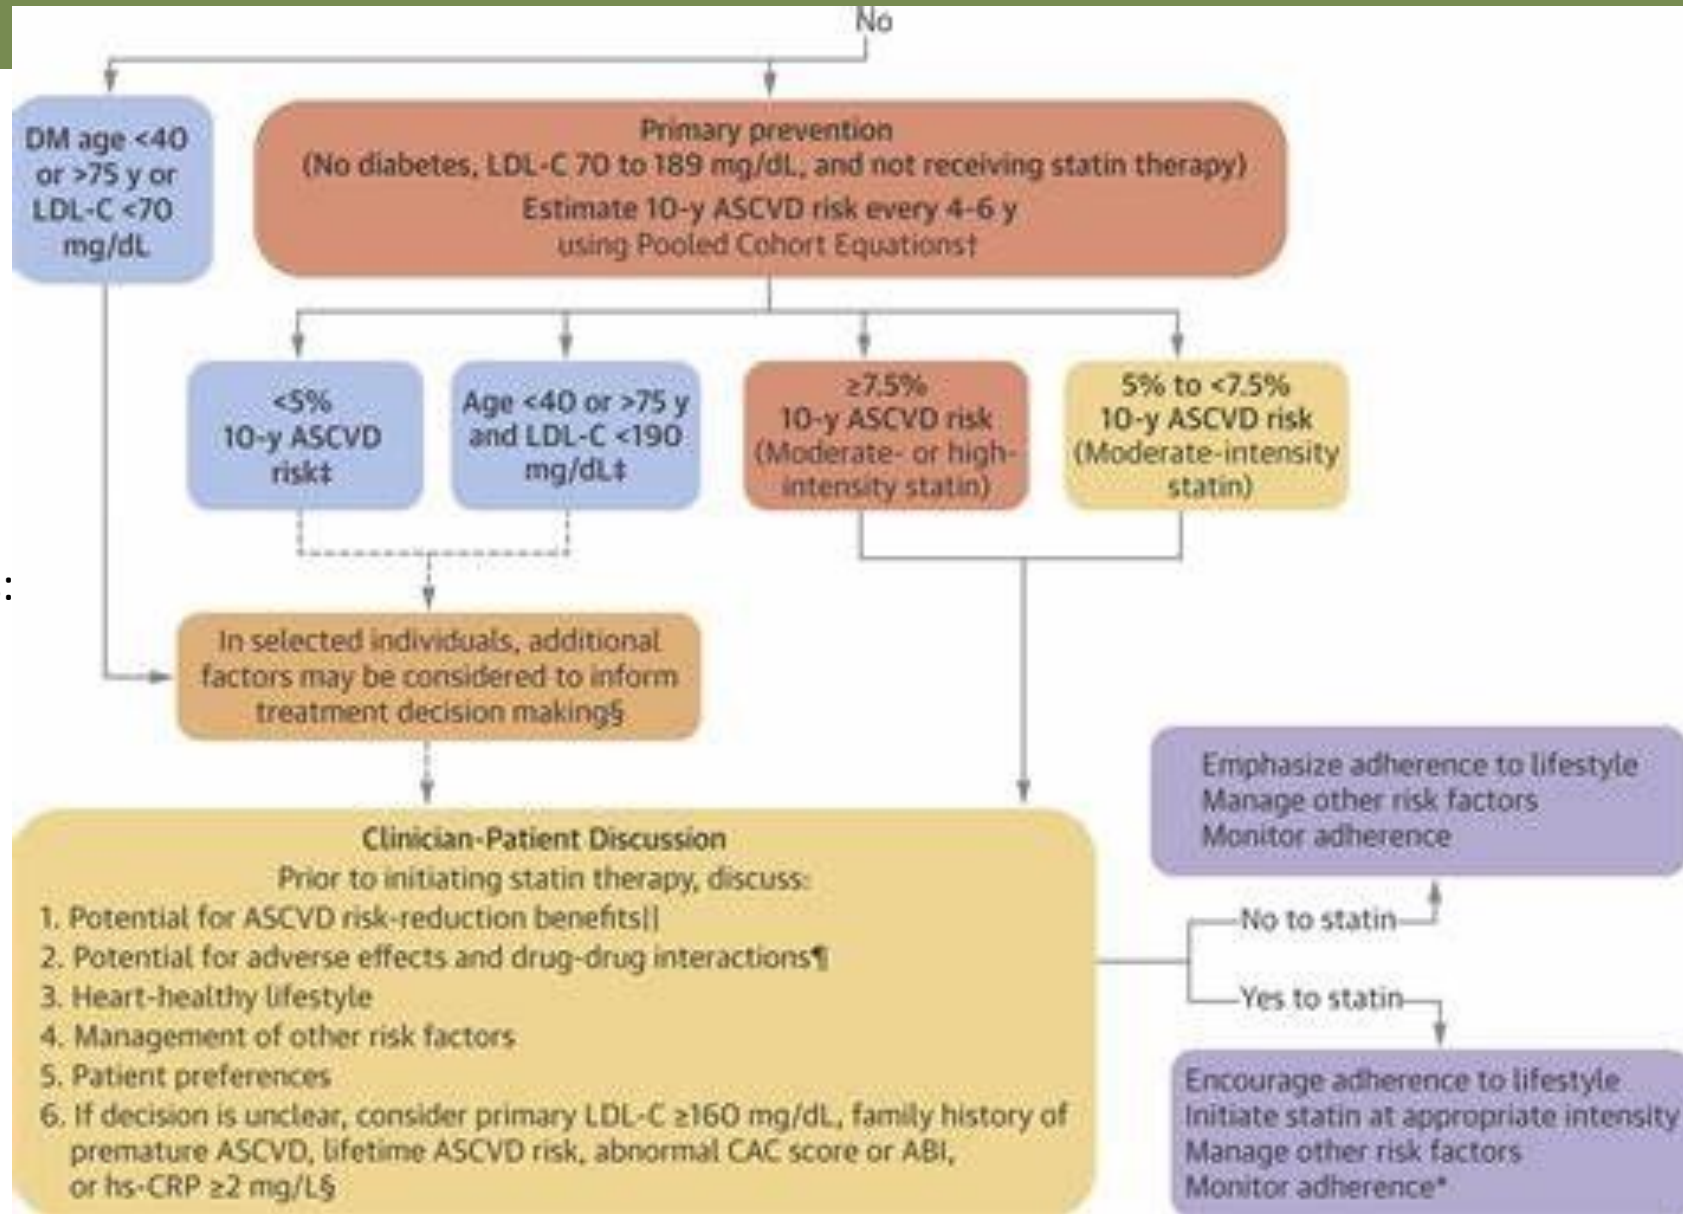 No
DM age <40
or >75 y or
LDL-C <70
mg/dL
Primary prevention
(No diabetes, LDL-C 70 to 189 mg/dL, and not receiving statin therapy)
Estimate 10-y ASCVD risk every 4-6 y
using Pooled Cohort Equations†
<5%
10-y ASCVD
risk‡
Age <40 or >75 y
and LDL-C <190
mg/dL‡
≥7.5%
10-y ASCVD risk
(Moderate- or high-
intensity statin)
5% to <7.5%
10-y ASCVD risk
(Moderate-intensity
statin)
:
In selected individuals, additional
factors may be considered to inform
treatment decision making§
Clinician-Patient Discussion
Prior to initiating statin therapy, discuss:
1. Potential for ASCVD risk-reduction benefits||
2. Potential for adverse effects and drug-drug interactions¶
3. Heart-healthy lifestyle
4. Management of other risk factors
5. Patient preferences
6. If decision is unclear, consider primary LDL-C ≥160 mg/dL, family history of
premature ASCVD, lifetime ASCVD risk, abnormal CAC score or ABI,
or hs-CRP ≥2 mg/L§
Emphasize adherence to lifestyle
Manage other risk factors
Monitor adherence
No to statin
Yes to statin
Encourage adherence to lifestyle
Initiate statin at appropriate intensity
Manage other risk factors
Monitor adherence*